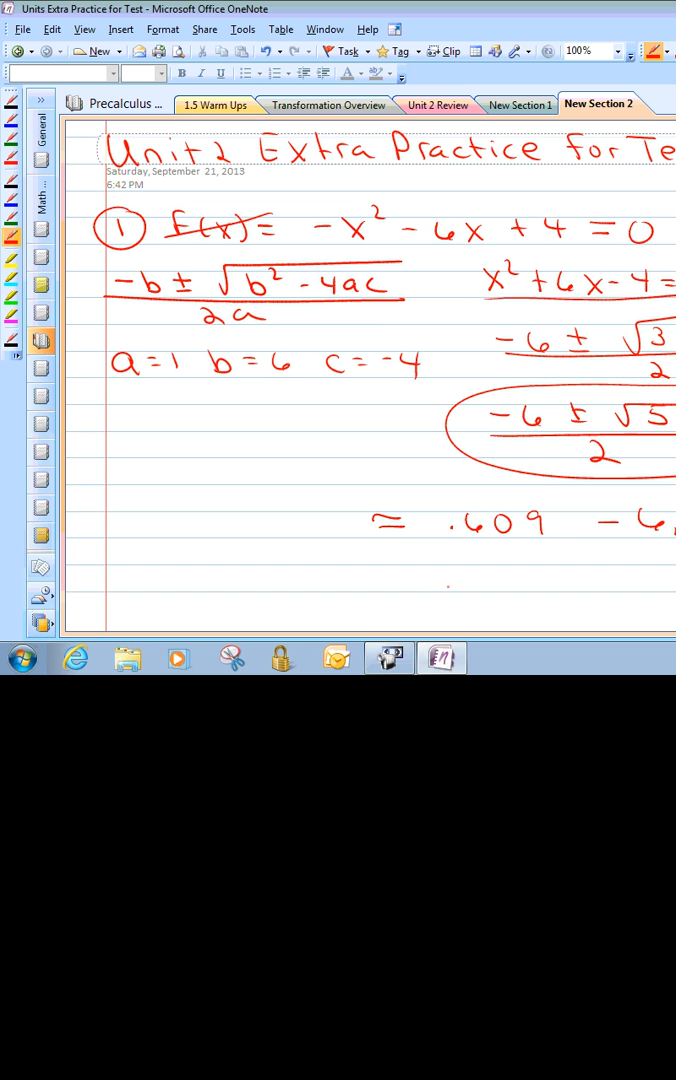 Units Extra Practice for Test - Microsoft Office OneNote
File Edit View Insert Format Share Tools Table Window Help
New Task Tag Clip 100%
B I U A ab
General
Math ...
Precalculus ... 1.5 Warm Ups Transformation Overview Unit 2 Review New Section 1 New Section 2
Unit 2 Extra Practice for Te
Saturday, September 21, 2013
6:42 PM
① f(x) = -x² - 6x + 4 = 0
-b ± √b² - 4ac x² + 6x - 4 =
2a
-6 ± √3
a = 1 b = 6 c = -4
2
-6 ± √5
2
≈ .609 - 6.